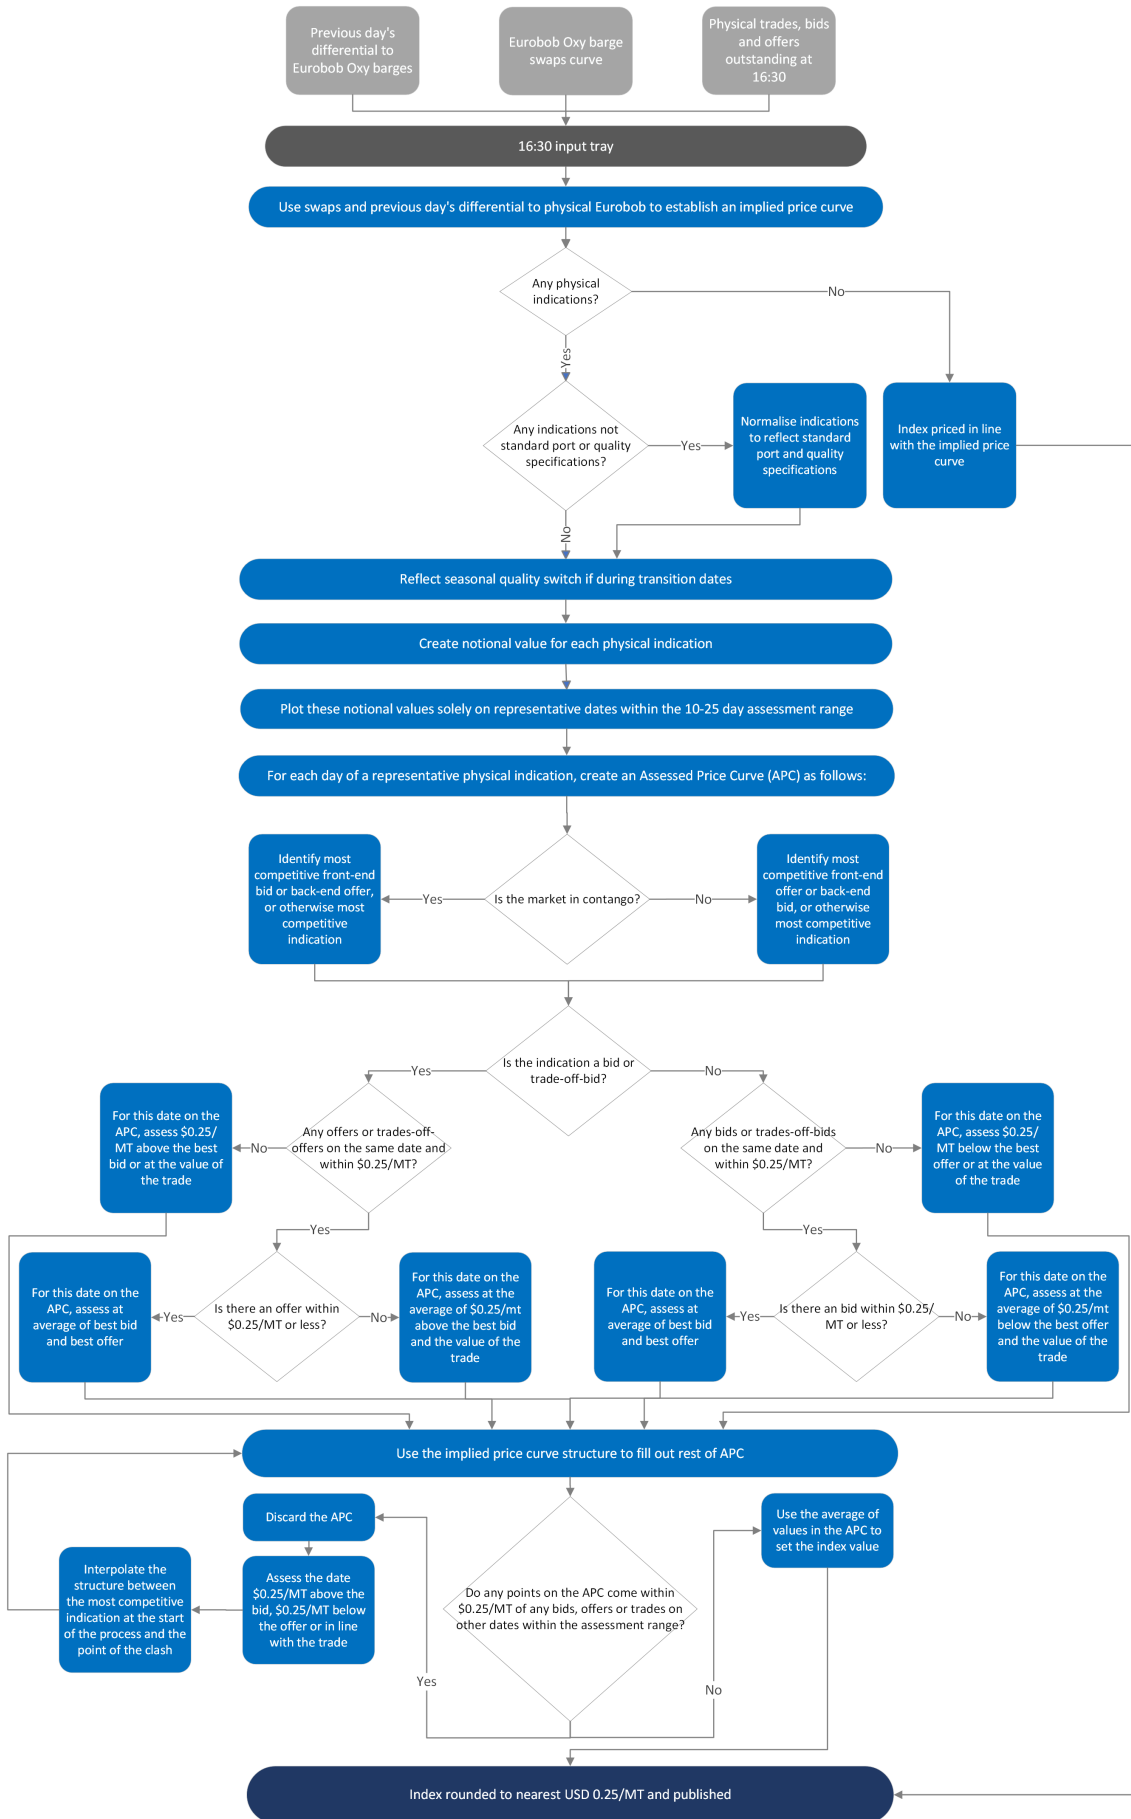 Previous day's
differential to
Eurobob Oxy barges
Eurobob Oxy barge
swaps curve
Physical trades, bids
and offers
outstanding at
16:30
16:30 input tray
Use swaps and previous day's differential to physical Eurobob to establish an implied price curve
Any physical
indications?
No
Yes
Any indications not
standard port or quality
specifications?
Yes
Normalise indications
to reflect standard
port and quality
specifications
Index priced in line
with the implied price
curve
No
Reflect seasonal quality switch if during transition dates
Create notional value for each physical indication
Plot these notional values solely on representative dates within the 10-25 day assessment range
For each day of a representative physical indication, create an Assessed Price Curve (APC) as follows:
Identify most
competitive front-end
bid or back-end offer,
or otherwise most
competitive
indication
Yes
Is the market in contango?
No
Identify most
competitive front-end
offer or back-end
bid, or otherwise
most competitive
indication
Is the indication a bid or
trade-off-bid?
Yes
No
For this date on the
APC, assess $0.25/
MT above the best
bid or at the value of
the trade
No
Any offers or trades-off-
offers on the same date and
within $0.25/MT?
Any bids or trades-off-bids
on the same date and
within $0.25/MT?
No
For this date on the
APC, assess $0.25/
MT below the best
offer or at the value
of the trade
Yes
Yes
For this date on the
APC, assess at
average of best bid
and best offer
Yes
Is there an offer within
$0.25/MT or less?
No
For this date on the
APC, assess at the
average of $0.25/mt
above the best bid
and the value of the
trade
For this date on the
APC, assess at
average of best bid
and best offer
Yes
Is there an bid within $0.25/
MT or less?
No
For this date on the
APC, assess at the
average of $0.25/mt
below the best offer
and the value of the
trade
Use the implied price curve structure to fill out rest of APC
Discard the APC
Use the average of
values in the APC to
set the index value
Interpolate the
structure between
the most competitive
indication at the start
of the process and the
point of the clash
Assess the date
$0.25/MT above the
bid, $0.25/MT below
the offer or in line
with the trade
Do any points on the APC come within
$0.25/MT of any bids, offers or trades on
other dates within the assessment range?
Yes
No
Index rounded to nearest USD 0.25/MT and published